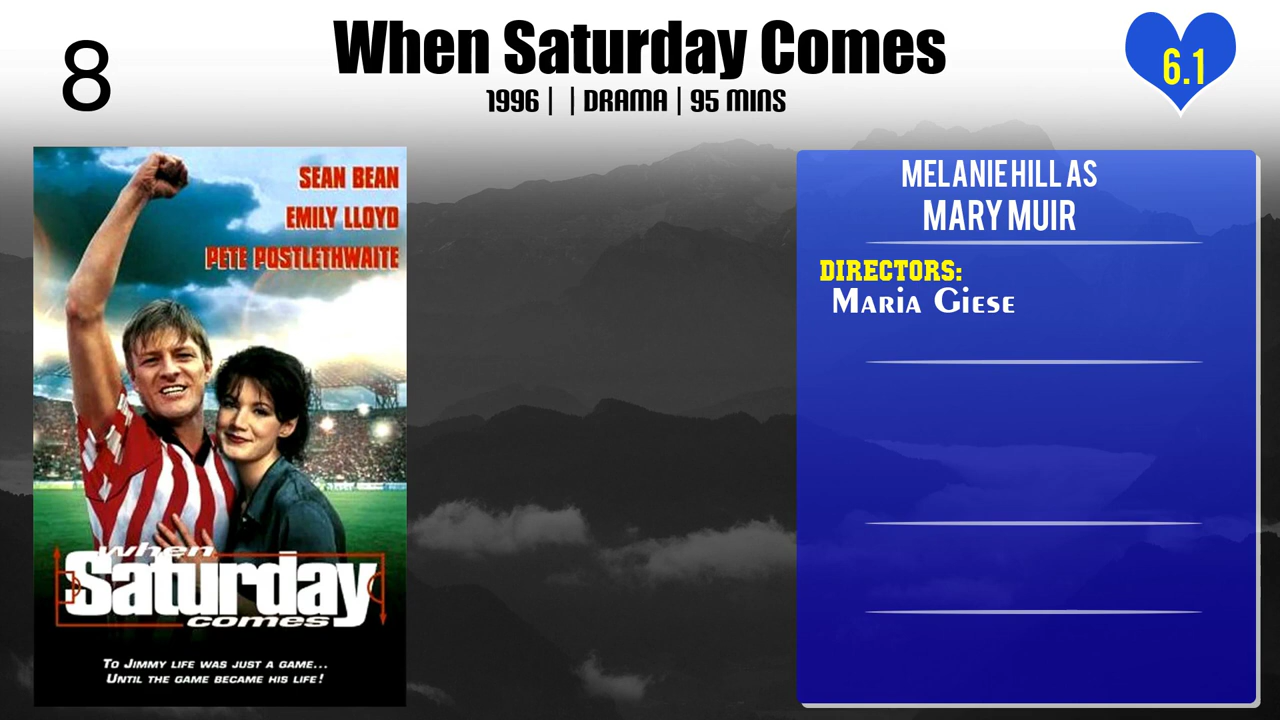 8
When Saturday Comes
6.1
1996 | | DRAMA | 95 MINS
SEAN BEAN
EMILY LLOYD
PETE POSTLETHWAITE
when
Saturday
comes
TO JIMMY LIFE WAS JUST A GAME...
UNTIL THE GAME BECAME HIS LIFE!
MELANIE HILL AS
MARY MUIR
DIRECTORS:
MARIA GIESE